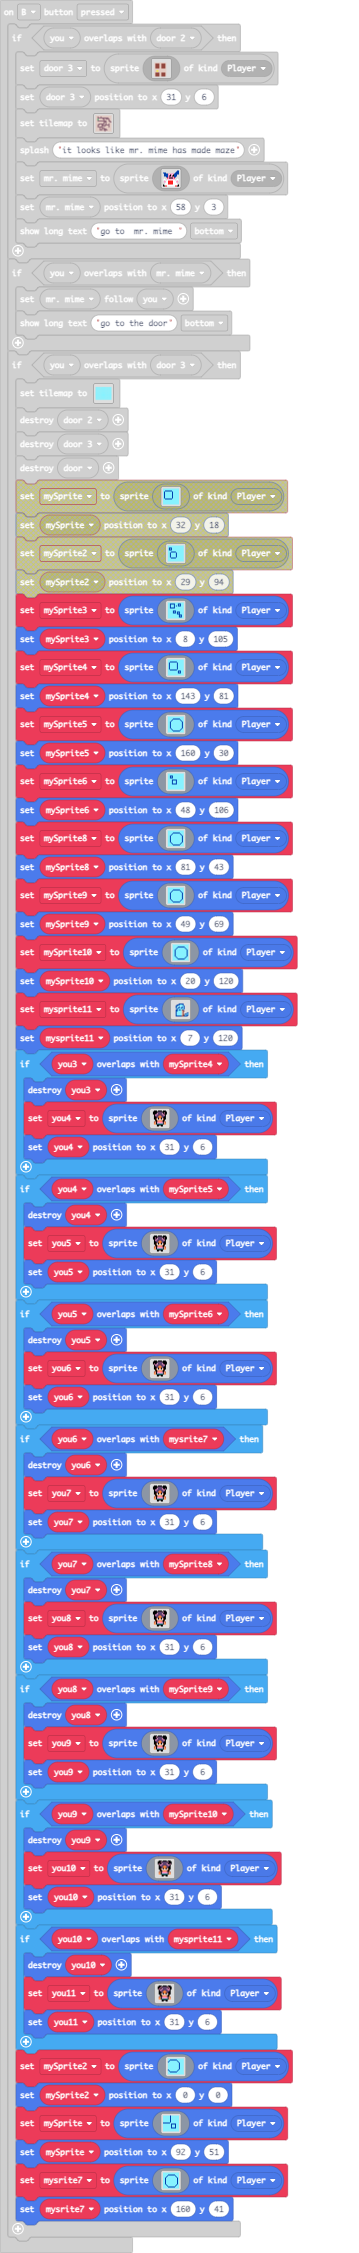 on B button pressed
if you overlaps with door 2 then
set door 3 to sprite of kind Player
set door 3 position to x 31 y 6
set tilemap to
splash "it looks like mr. mime has made maze"
set mr. mime to sprite of kind Player
set mr. mime position to x 58 y 3
show long text "go to mr. mime " bottom
if you overlaps with mr. mime then
set mr. mime follow you
show long text "go to the door" bottom
if you overlaps with door 3 then
set tilemap to
destroy door 2
destroy door 3
destroy door
set mySprite to sprite of kind Player
set mySprite position to x 32 y 18
set mySprite2 to sprite of kind Player
set mySprite2 position to x 29 y 94
set mySprite3 to sprite of kind Player
set mySprite3 position to x 8 y 105
set mySprite4 to sprite of kind Player
set mySprite4 position to x 143 y 81
set mySprite5 to sprite of kind Player
set mySprite5 position to x 160 y 30
set mySprite6 to sprite of kind Player
set mySprite6 position to x 48 y 106
set mySprite8 to sprite of kind Player
set mySprite8 position to x 81 y 43
set mySprite9 to sprite of kind Player
set mySprite9 position to x 49 y 69
set mySprite10 to sprite of kind Player
set mySprite10 position to x 20 y 120
set mysprite11 to sprite of kind Player
set mysprite11 position to x 7 y 120
if you3 overlaps with mySprite4 then
destroy you3
set you4 to sprite of kind Player
set you4 position to x 31 y 6
if you4 overlaps with mySprite5 then
destroy you4
set you5 to sprite of kind Player
set you5 position to x 31 y 6
if you5 overlaps with mySprite6 then
destroy you5
set you6 to sprite of kind Player
set you6 position to x 31 y 6
if you6 overlaps with mysrite7 then
destroy you6
set you7 to sprite of kind Player
set you7 position to x 31 y 6
if you7 overlaps with mySprite8 then
destroy you7
set you8 to sprite of kind Player
set you8 position to x 31 y 6
if you8 overlaps with mySprite9 then
destroy you8
set you9 to sprite of kind Player
set you9 position to x 31 y 6
if you9 overlaps with mySprite10 then
destroy you9
set you10 to sprite of kind Player
set you10 position to x 31 y 6
if you10 overlaps with mysprite11 then
destroy you10
set you11 to sprite of kind Player
set you11 position to x 31 y 6
set mySprite2 to sprite of kind Player
set mySprite2 position to x 0 y 0
set mySprite to sprite of kind Player
set mySprite position to x 92 y 51
set mysrite7 to sprite of kind Player
set mysrite7 position to x 160 y 41